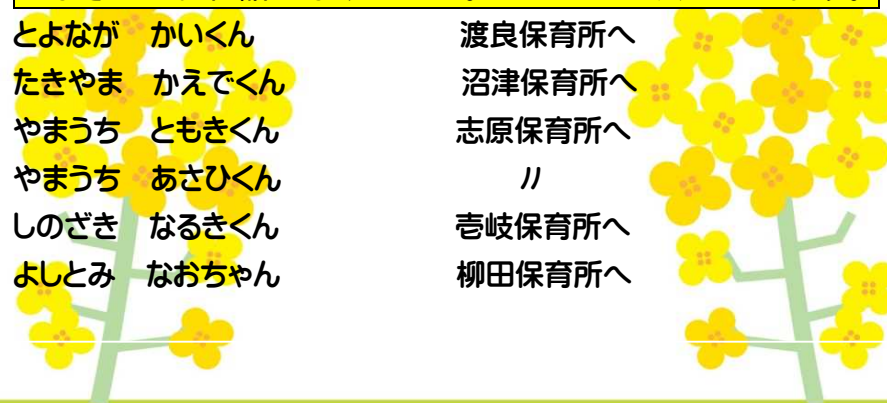 とよなが　かいくん　渡良保育所へ
たきやま　かえでくん　沼津保育所へ
やまうち　ともきくん　志原保育所へ
やまうち　あさひくん　〃
しのざき　なるきくん　壱岐保育所へ
よしとみ　なおちゃん　柳田保育所へ